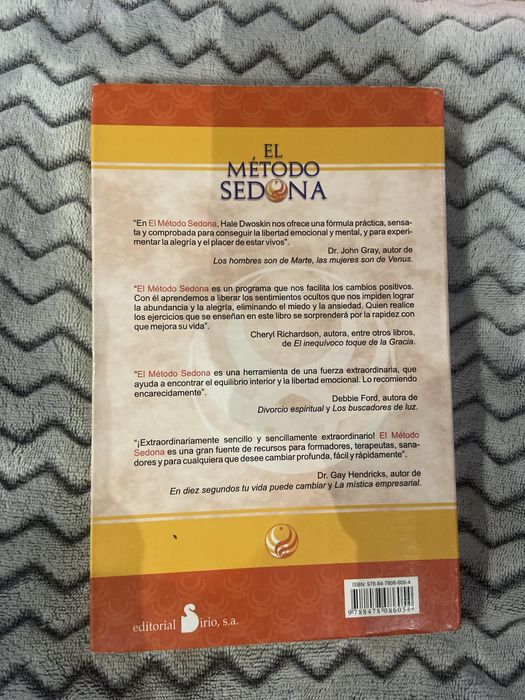 EL
MÉTODO
SEDONA
"En El Método Sedona, Hale Dwoskin nos ofrece una fórmula práctica, sensa-
ta y comprobada para conseguir la libertad emocional y mental, y para experi-
mentar la alegría y el placer de estar vivos".
Dr. John Gray, autor de
Los hombres son de Marte, las mujeres son de Venus.
"El Método Sedona es un programa que nos facilita los cambios positivos.
Con él aprendemos a liberar los sentimientos ocultos que nos impiden lograr
la abundancia y la alegría, eliminando el miedo y la ansiedad. Quien realice
los ejercicios que se enseñan en este libro se sorprenderá por la rapidez con
que mejora su vida".
Cheryl Richardson, autora, entre otros libros,
de El inequívoco toque de la Gracia.
"El Método Sedona es una herramienta de una fuerza extraordinaria, que
ayuda a encontrar el equilibrio interior y la libertad emocional. Lo recomiendo
encarecidamente".
Debbie Ford, autora de
Divorcio espiritual y Los buscadores de luz.
"¡Extraordinariamente sencillo y sencillamente extraordinario! El Método
Sedona es una gran fuente de recursos para formadores, terapeutas, sana-
dores y para cualquiera que desee cambiar profunda, fácil y rápidamente".
Dr. Gay Hendricks, autor de
En diez segundos tu vida puede cambiar y La mística empresarial.
ISBN: 978-84-7808-605-4
9788478086054
editorial Sirio, s.a.